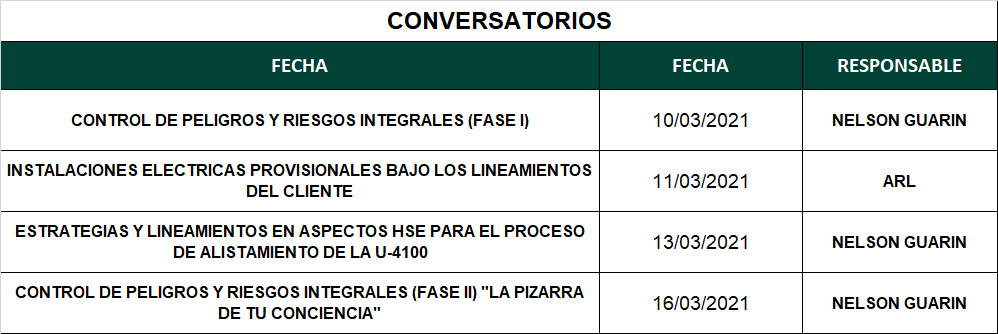 CONVERSATORIOS
FECHA FECHA RESPONSABLE
CONTROL DE PELIGROS Y RIESGOS INTEGRALES (FASE I) 10/03/2021 NELSON GUARIN
INSTALACIONES ELECTRICAS PROVISIONALES BAJO LOS LINEAMIENTOS
DEL CLIENTE 11/03/2021 ARL
ESTRATEGIAS Y LINEAMIENTOS EN ASPECTOS HSE PARA EL PROCESO
DE ALISTAMIENTO DE LA U-4100 13/03/2021 NELSON GUARIN
CONTROL DE PELIGROS Y RIESGOS INTEGRALES (FASE II) "LA PIZARRA
DE TU CONCIENCIA" 16/03/2021 NELSON GUARIN